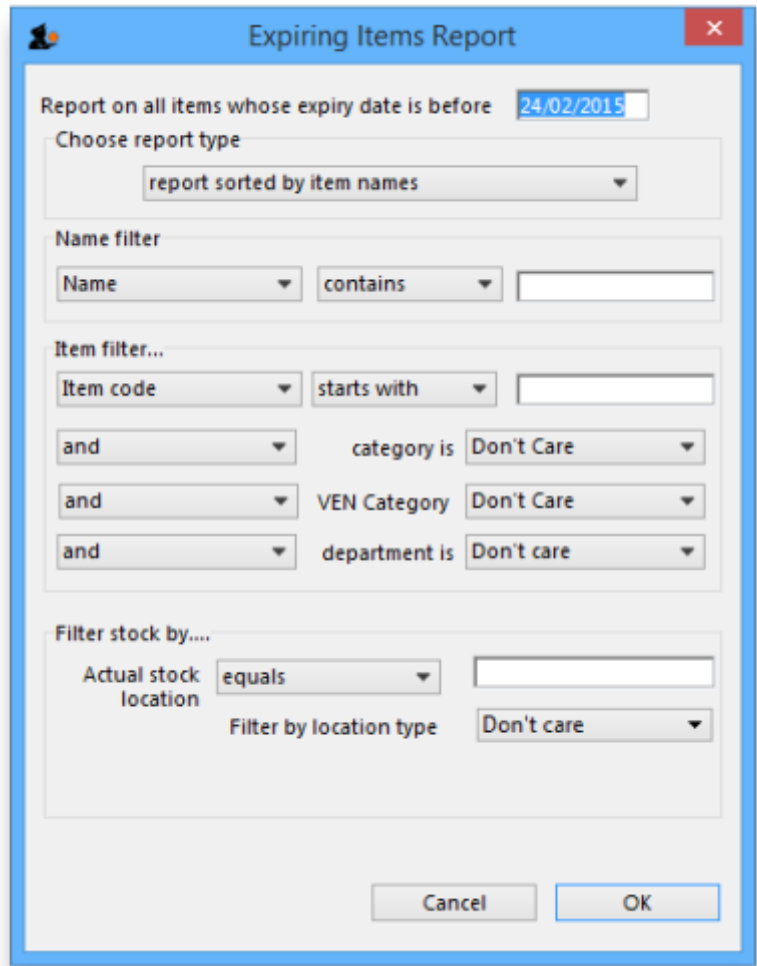 Expiring Items Report
Report on all items whose expiry date is before 24/02/2015
Choose report type
report sorted by item names
Name filter
Name contains
Item filter...
Item code starts with
and category is Don't Care
and VEN Category Don't Care
and department is Don't care
Filter stock by....
Actual stock location equals
Filter by location type Don't care
Cancel OK